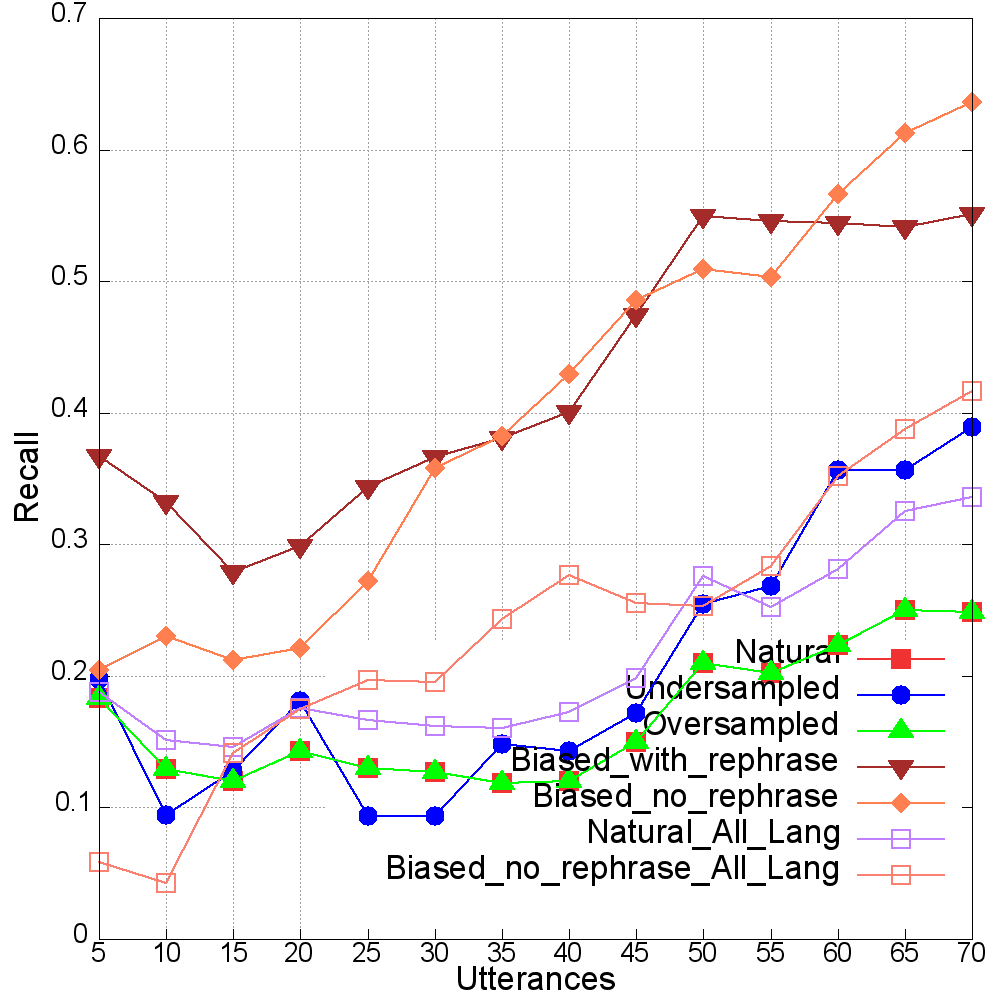 0.7
0.6
0.5
0.4
0.3
0.2
0.1
0
Recall
Natural
Undersampled
Oversampled
Biased_with_rephrase
Biased_no_rephrase
Natural_All_Lang
Biased_no_rephrase_All_Lang
5 10 15 20 25 30 35 40 45 50 55 60 65 70
Utterances